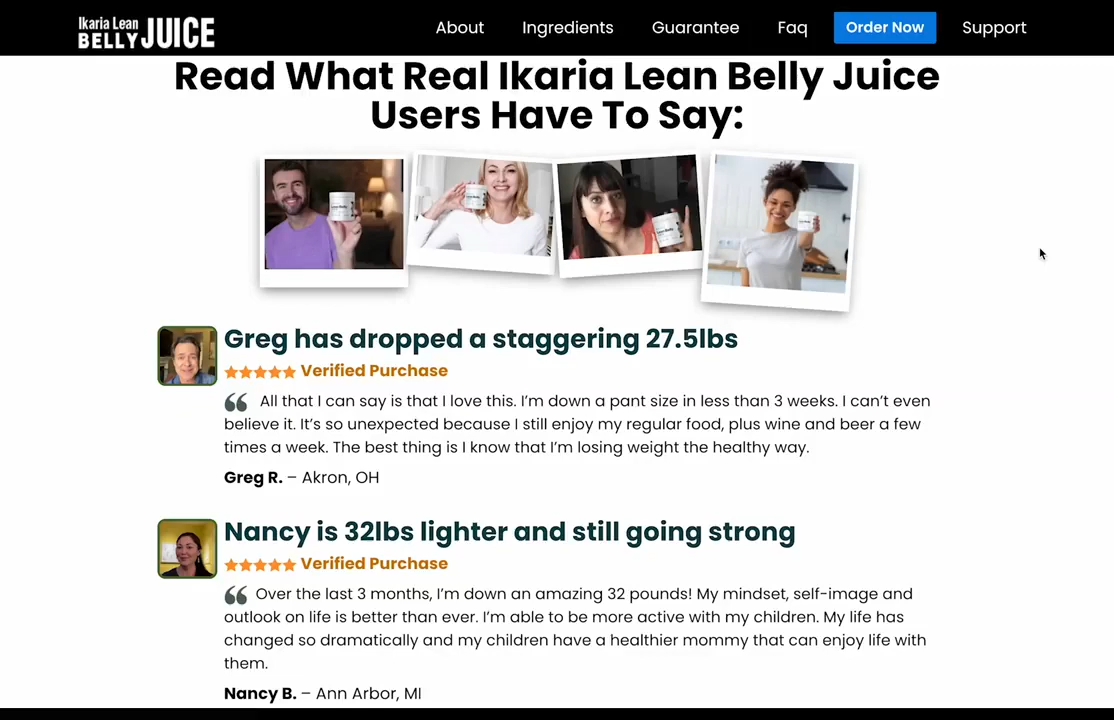 Ikaria Lean
BELLY JUICE
About Ingredients Guarantee Faq Order Now Support
Read What Real Ikaria Lean Belly Juice
Users Have To Say:
Greg has dropped a staggering 27.5lbs
Verified Purchase
“ All that I can say is that I love this. I’m down a pant size in less than 3 weeks. I can’t even
believe it. It’s so unexpected because I still enjoy my regular food, plus wine and beer a few
times a week. The best thing is I know that I’m losing weight the healthy way.
Greg R. – Akron, OH
Nancy is 32lbs lighter and still going strong
Verified Purchase
“ Over the last 3 months, I’m down an amazing 32 pounds! My mindset, self-image and
outlook on life is better than ever. I’m able to be more active with my children. My life has
changed so dramatically and my children have a healthier mommy that can enjoy life with
them.
Nancy B. – Ann Arbor, MI